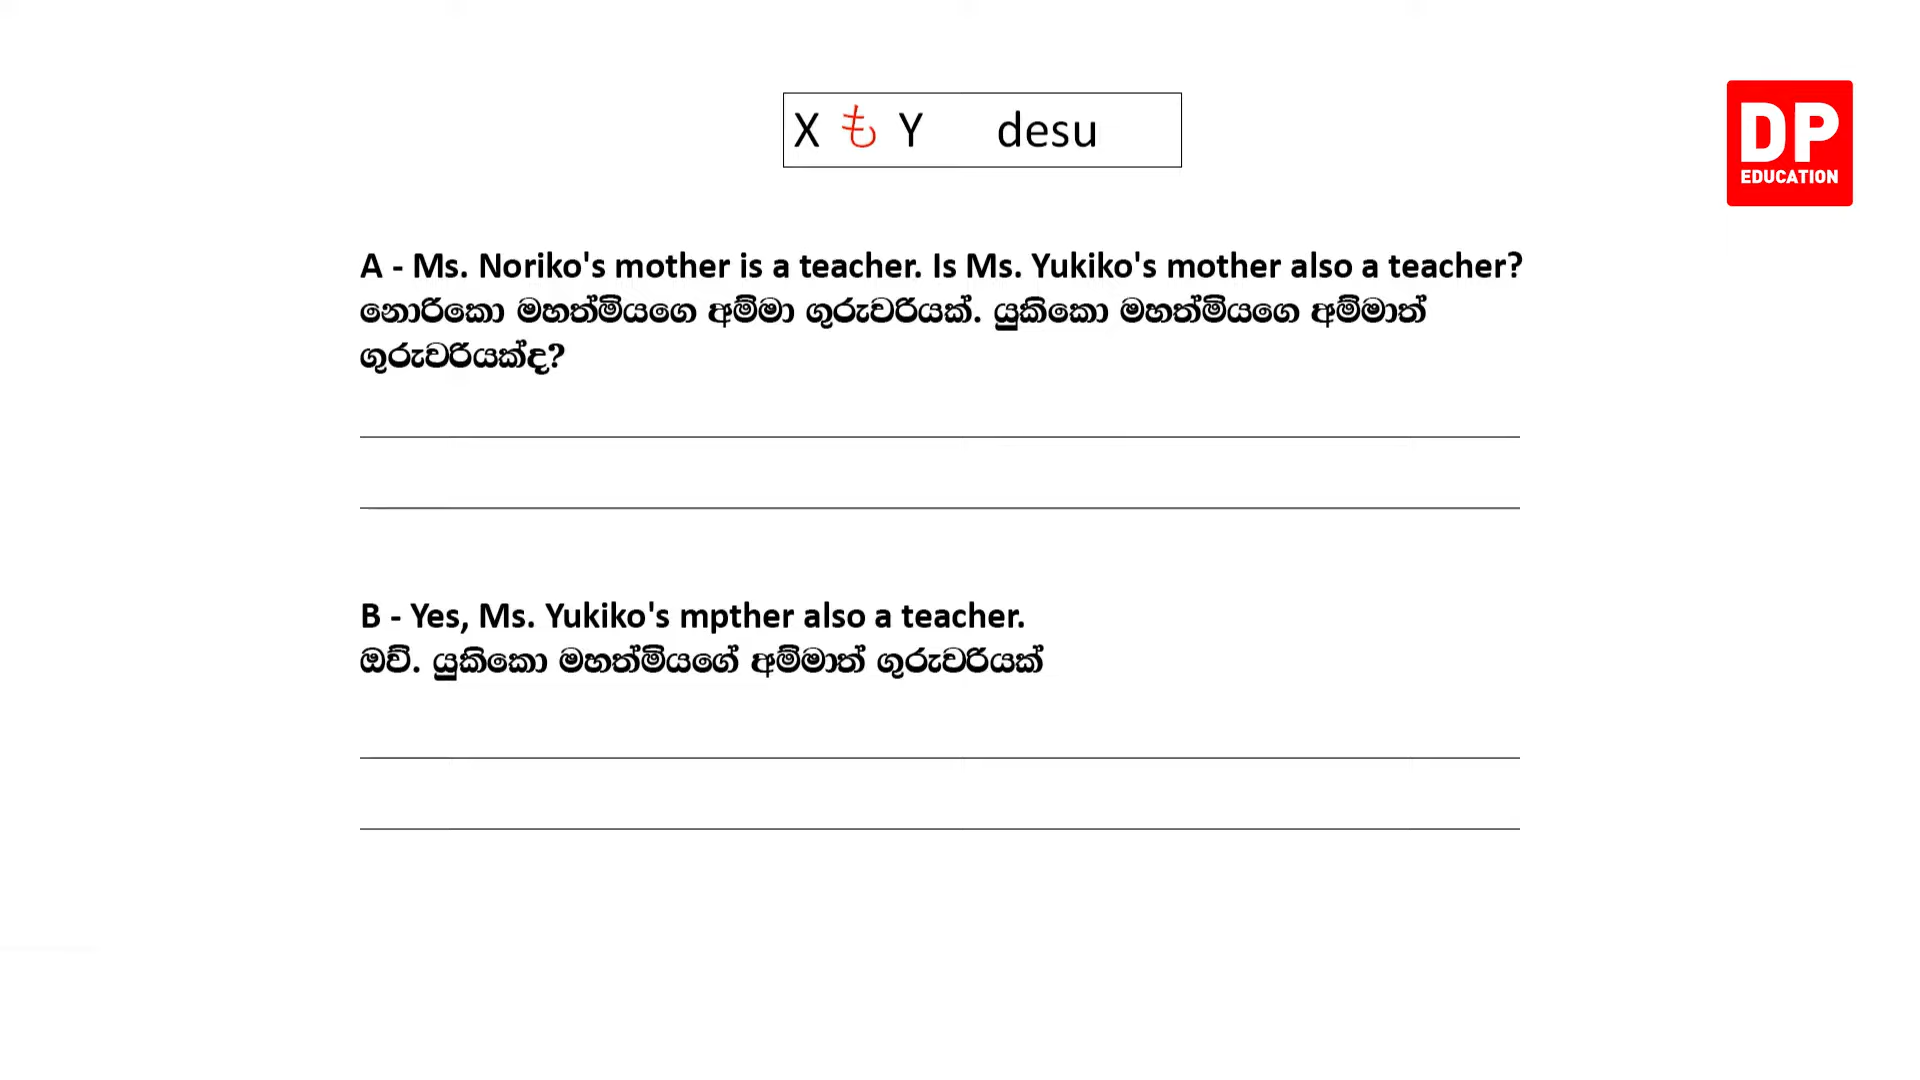 X も Y desu
DP
EDUCATION
A - Ms. Noriko's mother is a teacher. Is Ms. Yukiko's mother also a teacher?
නොරිකො මහත්මියගෙ අම්මා ගුරුවරියක්. යුකිකො මහත්මියගෙ අම්මාත්
ගුරුවරියක්ද?
B - Yes, Ms. Yukiko's mpther also a teacher.
ඔව්. යුකිකො මහත්මියගේ අම්මාත් ගුරුවරියක්